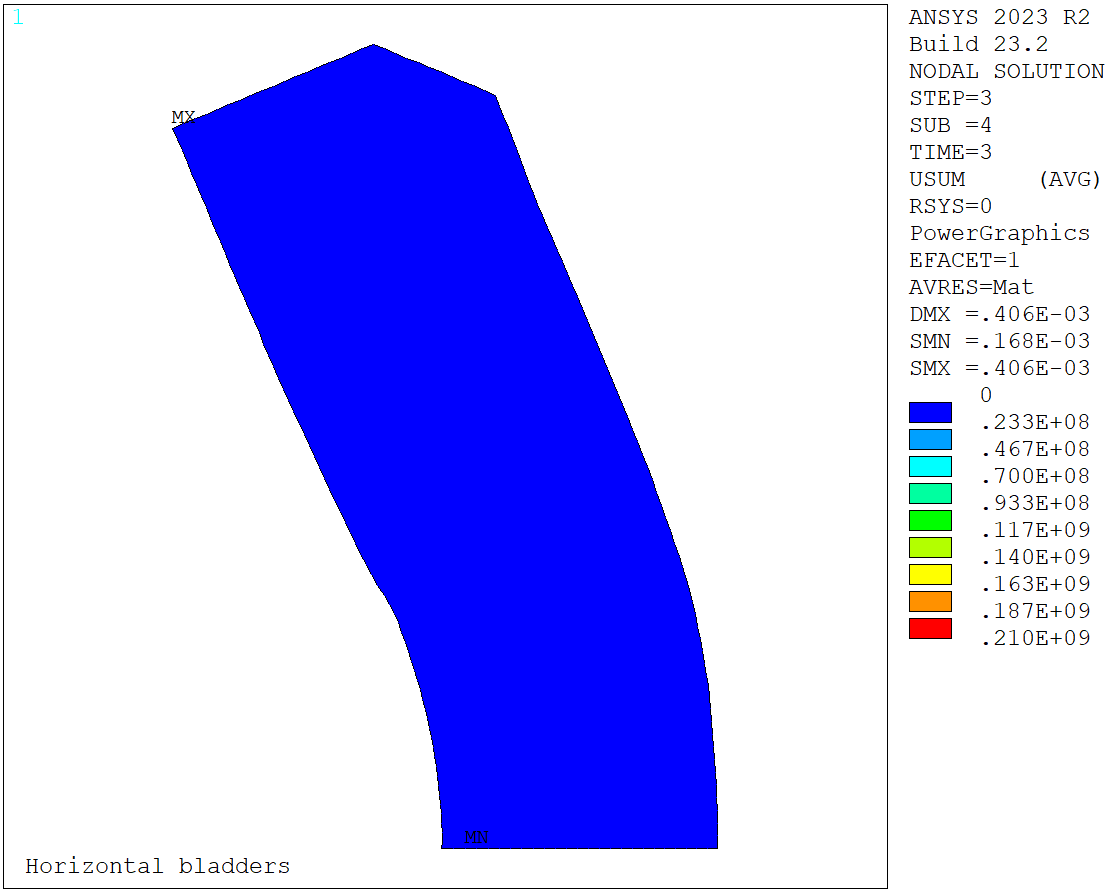 1
ANSYS 2023 R2
Build 23.2
NODAL SOLUTION
STEP=3
SUB =4
TIME=3
USUM (AVG)
RSYS=0
PowerGraphics
EFACET=1
AVRES=Mat
DMX =.406E-03
SMN =.168E-03
SMX =.406E-03
0
.233E+08
.467E+08
.700E+08
.933E+08
.117E+09
.140E+09
.163E+09
.187E+09
.210E+09
MX
MN
Horizontal bladders